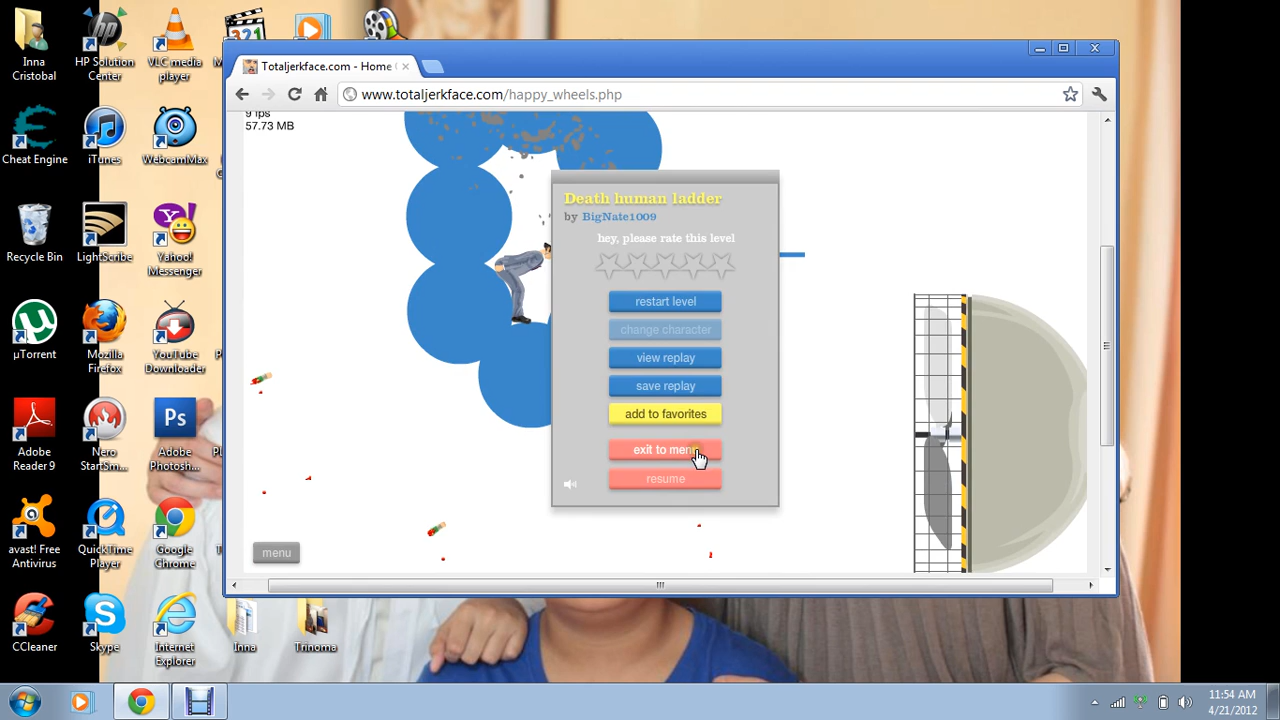 Inna
Cristobal
HP Solution
Center
VLC media
player
321
Totaljerkface.com - Home
www.totaljerkface.com/happy_wheels.php
9 fps
57.73 MB
Cheat Engine
iTunes
WebcamMax
Recycle Bin
LightScribe
Yahoo!
Messenger
µTorrent
Mozilla
Firefox
YouTube
Downloader
Adobe
Reader 9
Nero
StartSm...
Ps
Adobe
Photosh...
avast! Free
Antivirus
QuickTime
Player
Google
Chrome
CCleaner
Skype
Internet
Explorer
Inna
Trinoma
Death human ladder
by BigNate1009
hey, please rate this level
restart level
change character
view replay
save replay
add to favorites
exit to menu
resume
menu
11:54 AM
4/21/2012